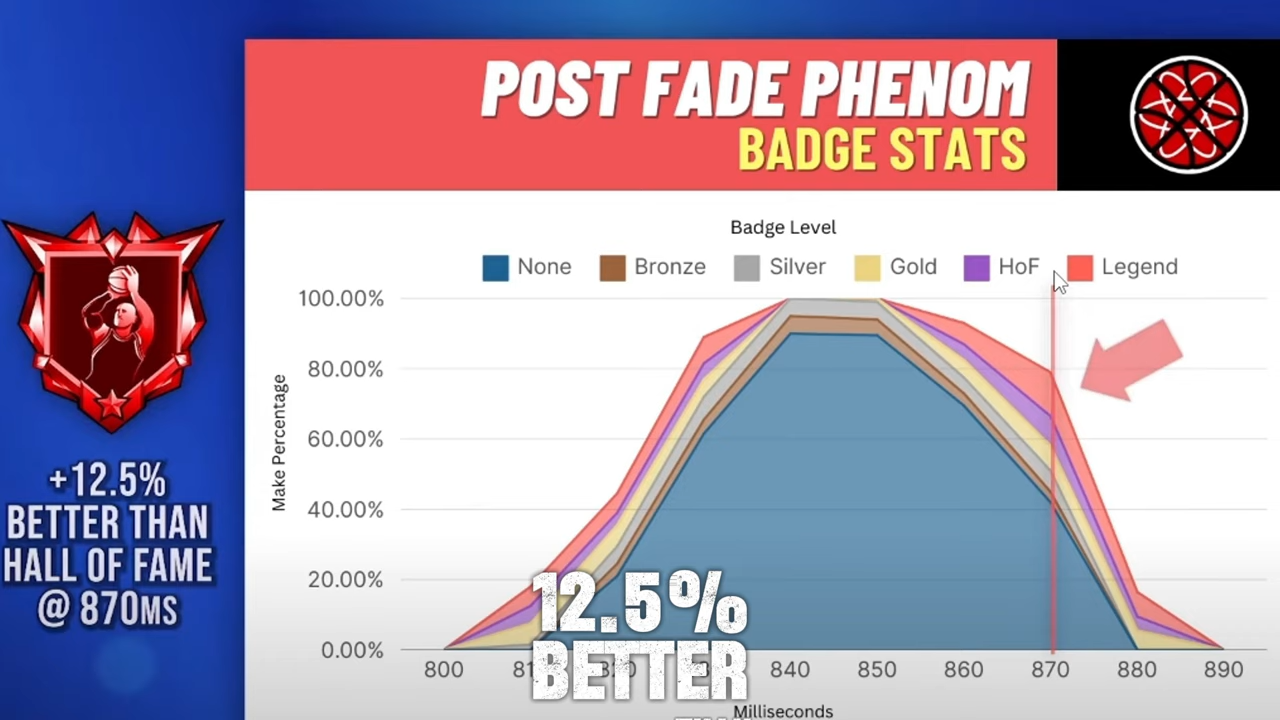 POST FADE PHENOM
BADGE STATS
Badge Level
None Bronze Silver Gold HoF Legend
100.00%
80.00%
60.00%
40.00%
20.00%
0.00%
Make Percentage
800 820 840 850 860 870 880 890
Milliseconds
+12.5%
BETTER THAN
HALL OF FAME
@ 870MS
12.5%
BETTER